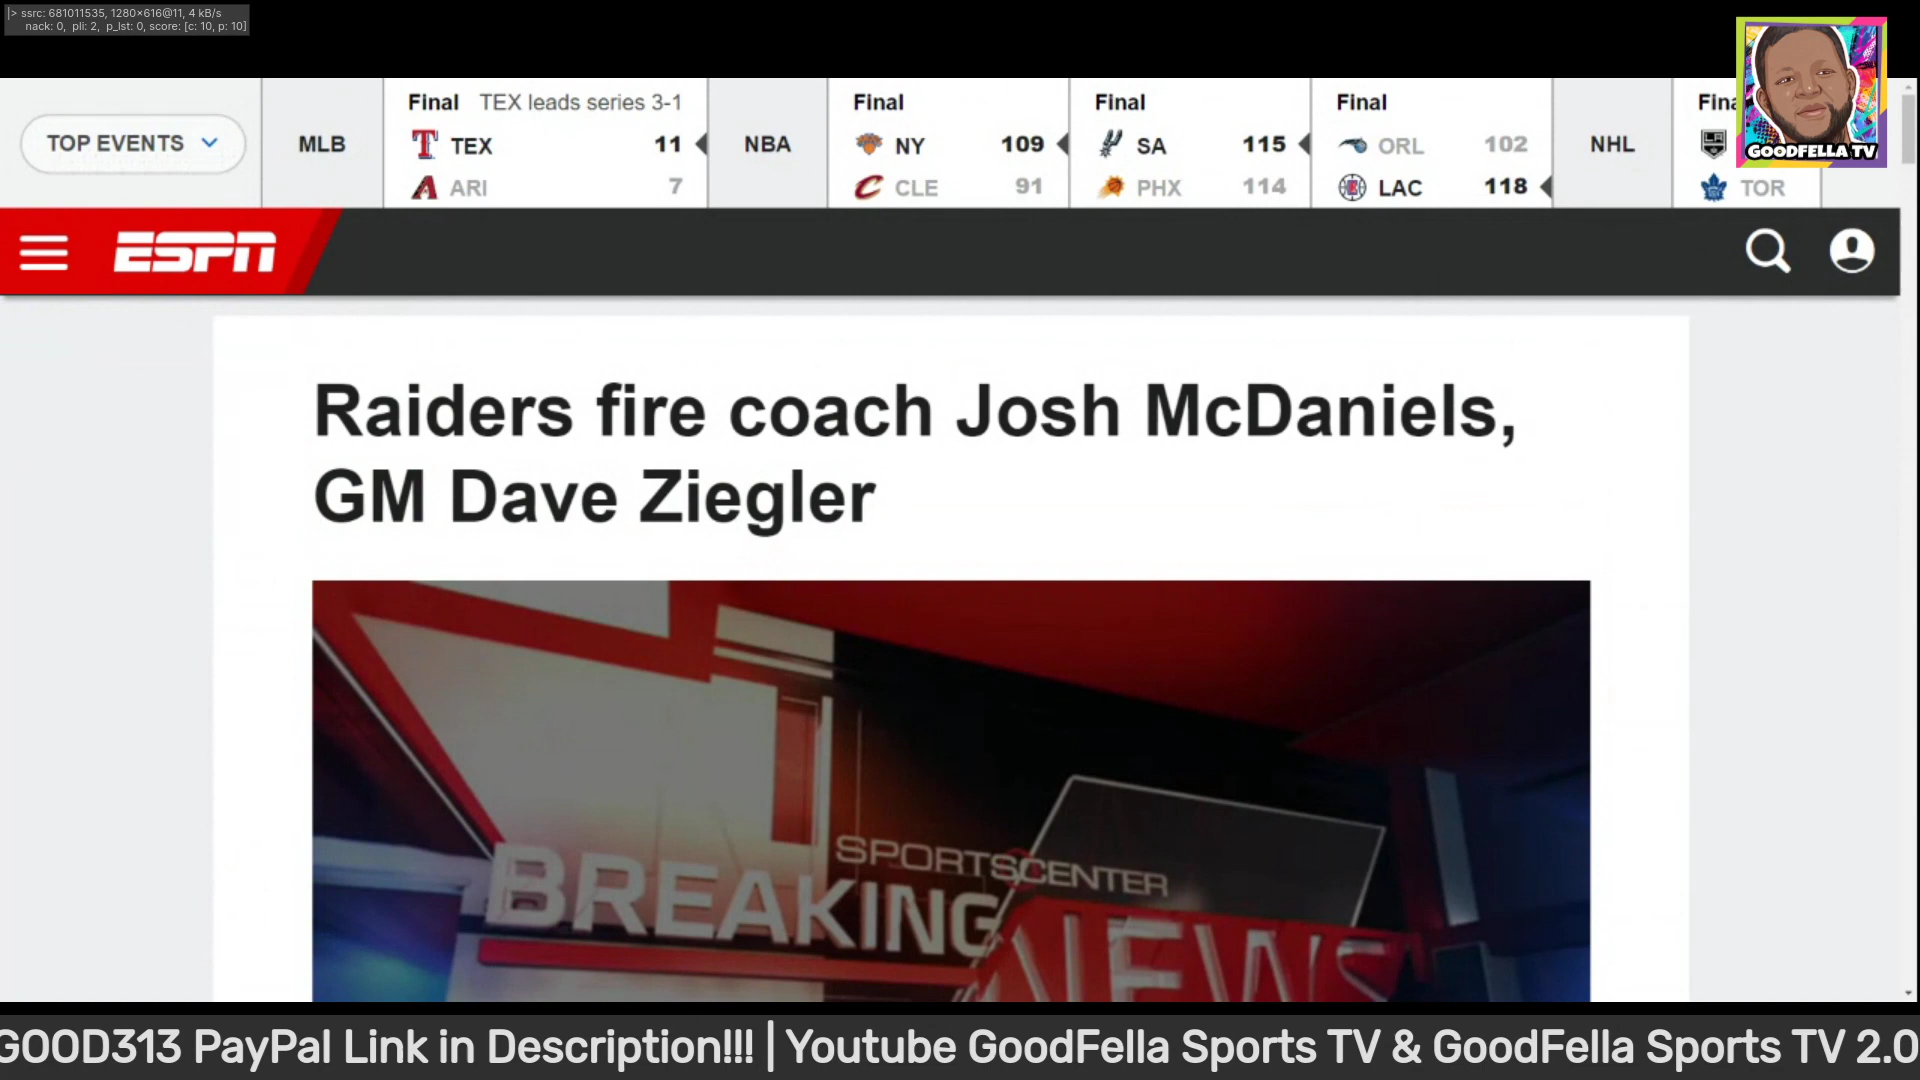 |> ssrc: 681011535, 1280×616@11, 4 kB/s
nack: 0, pli: 2, p_lst: 0, score: [c: 10, p: 10]
GOODFELLA TV
TOP EVENTS
MLB
Final TEX leads series 3-1
TEX 11
ARI 7
NBA
Final
NY 109
CLE 91
Final
SA 115
PHX 114
Final
ORL 102
LAC 118
NHL
Fina
TOR
ESPN
Raiders fire coach Josh McDaniels,
GM Dave Ziegler
SPORTSCENTER
BREAKING
NEWS
GOOD313 PayPal Link in Description!!! | Youtube GoodFella Sports TV & GoodFella Sports TV 2.0